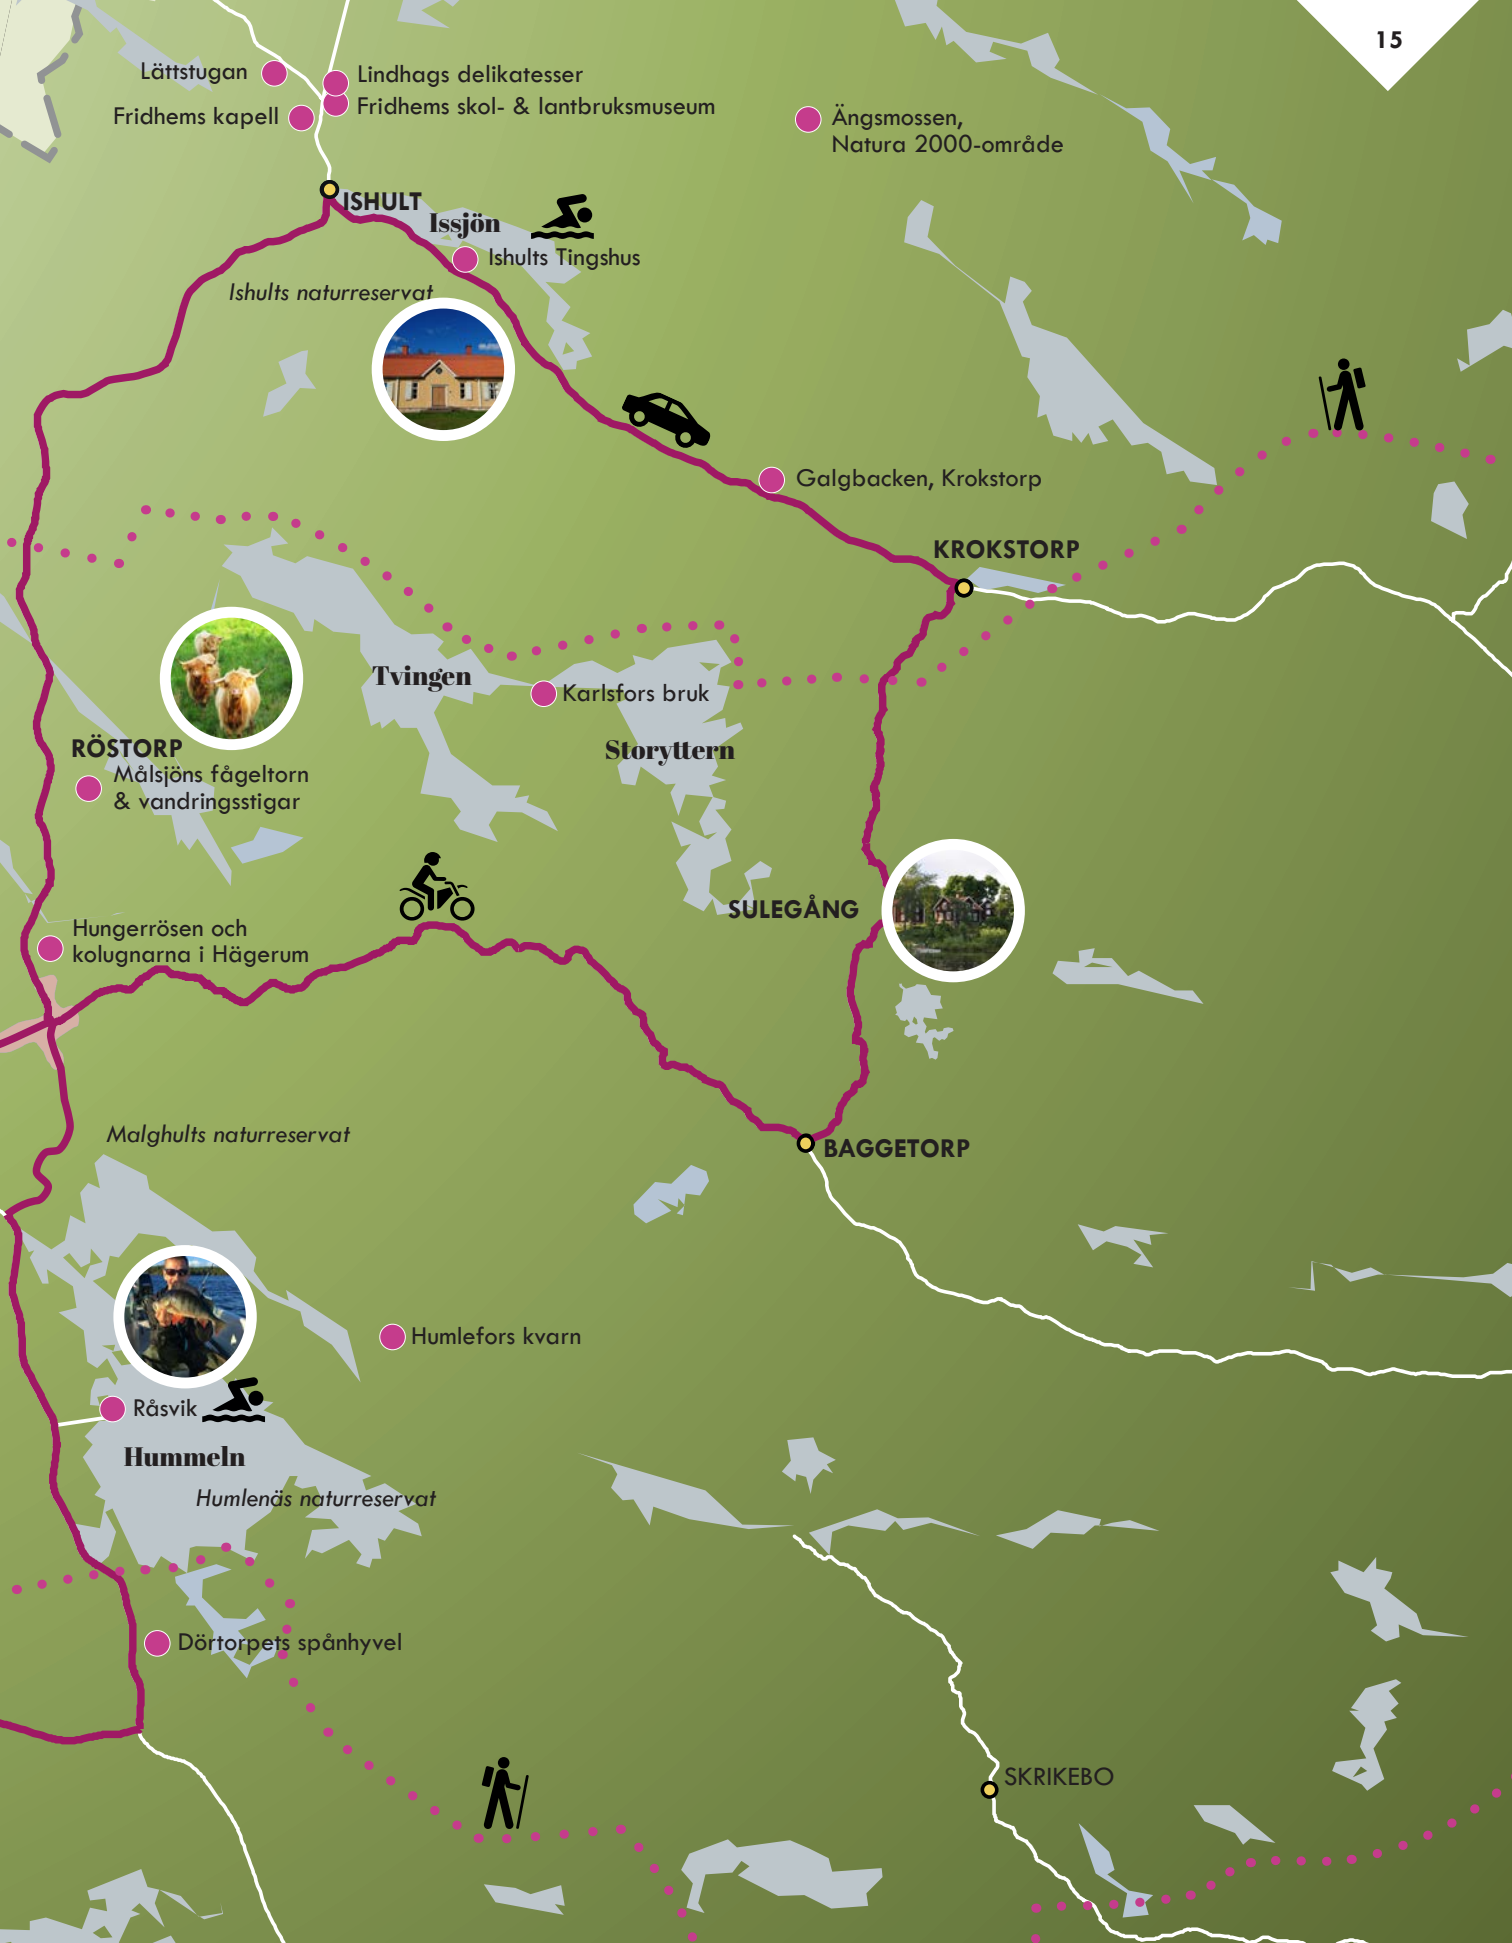 15
Lättstugan
Lindhags delikatesser
Fridhems kapell
Fridhems skol- & lantbruksmuseum
Ängsmossen,
Natura 2000-område
ISHULT
Issjön
Ishults Tingshus
Ishults naturreservat
Galgbacken, Krokstorp
KROKSTORP
Tvingen
Karlsfors bruk
Storyttern
RÖSTORP
Målsjöns fågeltorn
& vandringsstigar
SULEGÅNG
Hungerrösen och
kolugnarna i Hägerum
Malghults naturreservat
BAGGETORP
Humlefors kvarn
Råsvik
Hummeln
Humlenäs naturreservat
Dörtorpets spånhyvel
SKRIKEBO